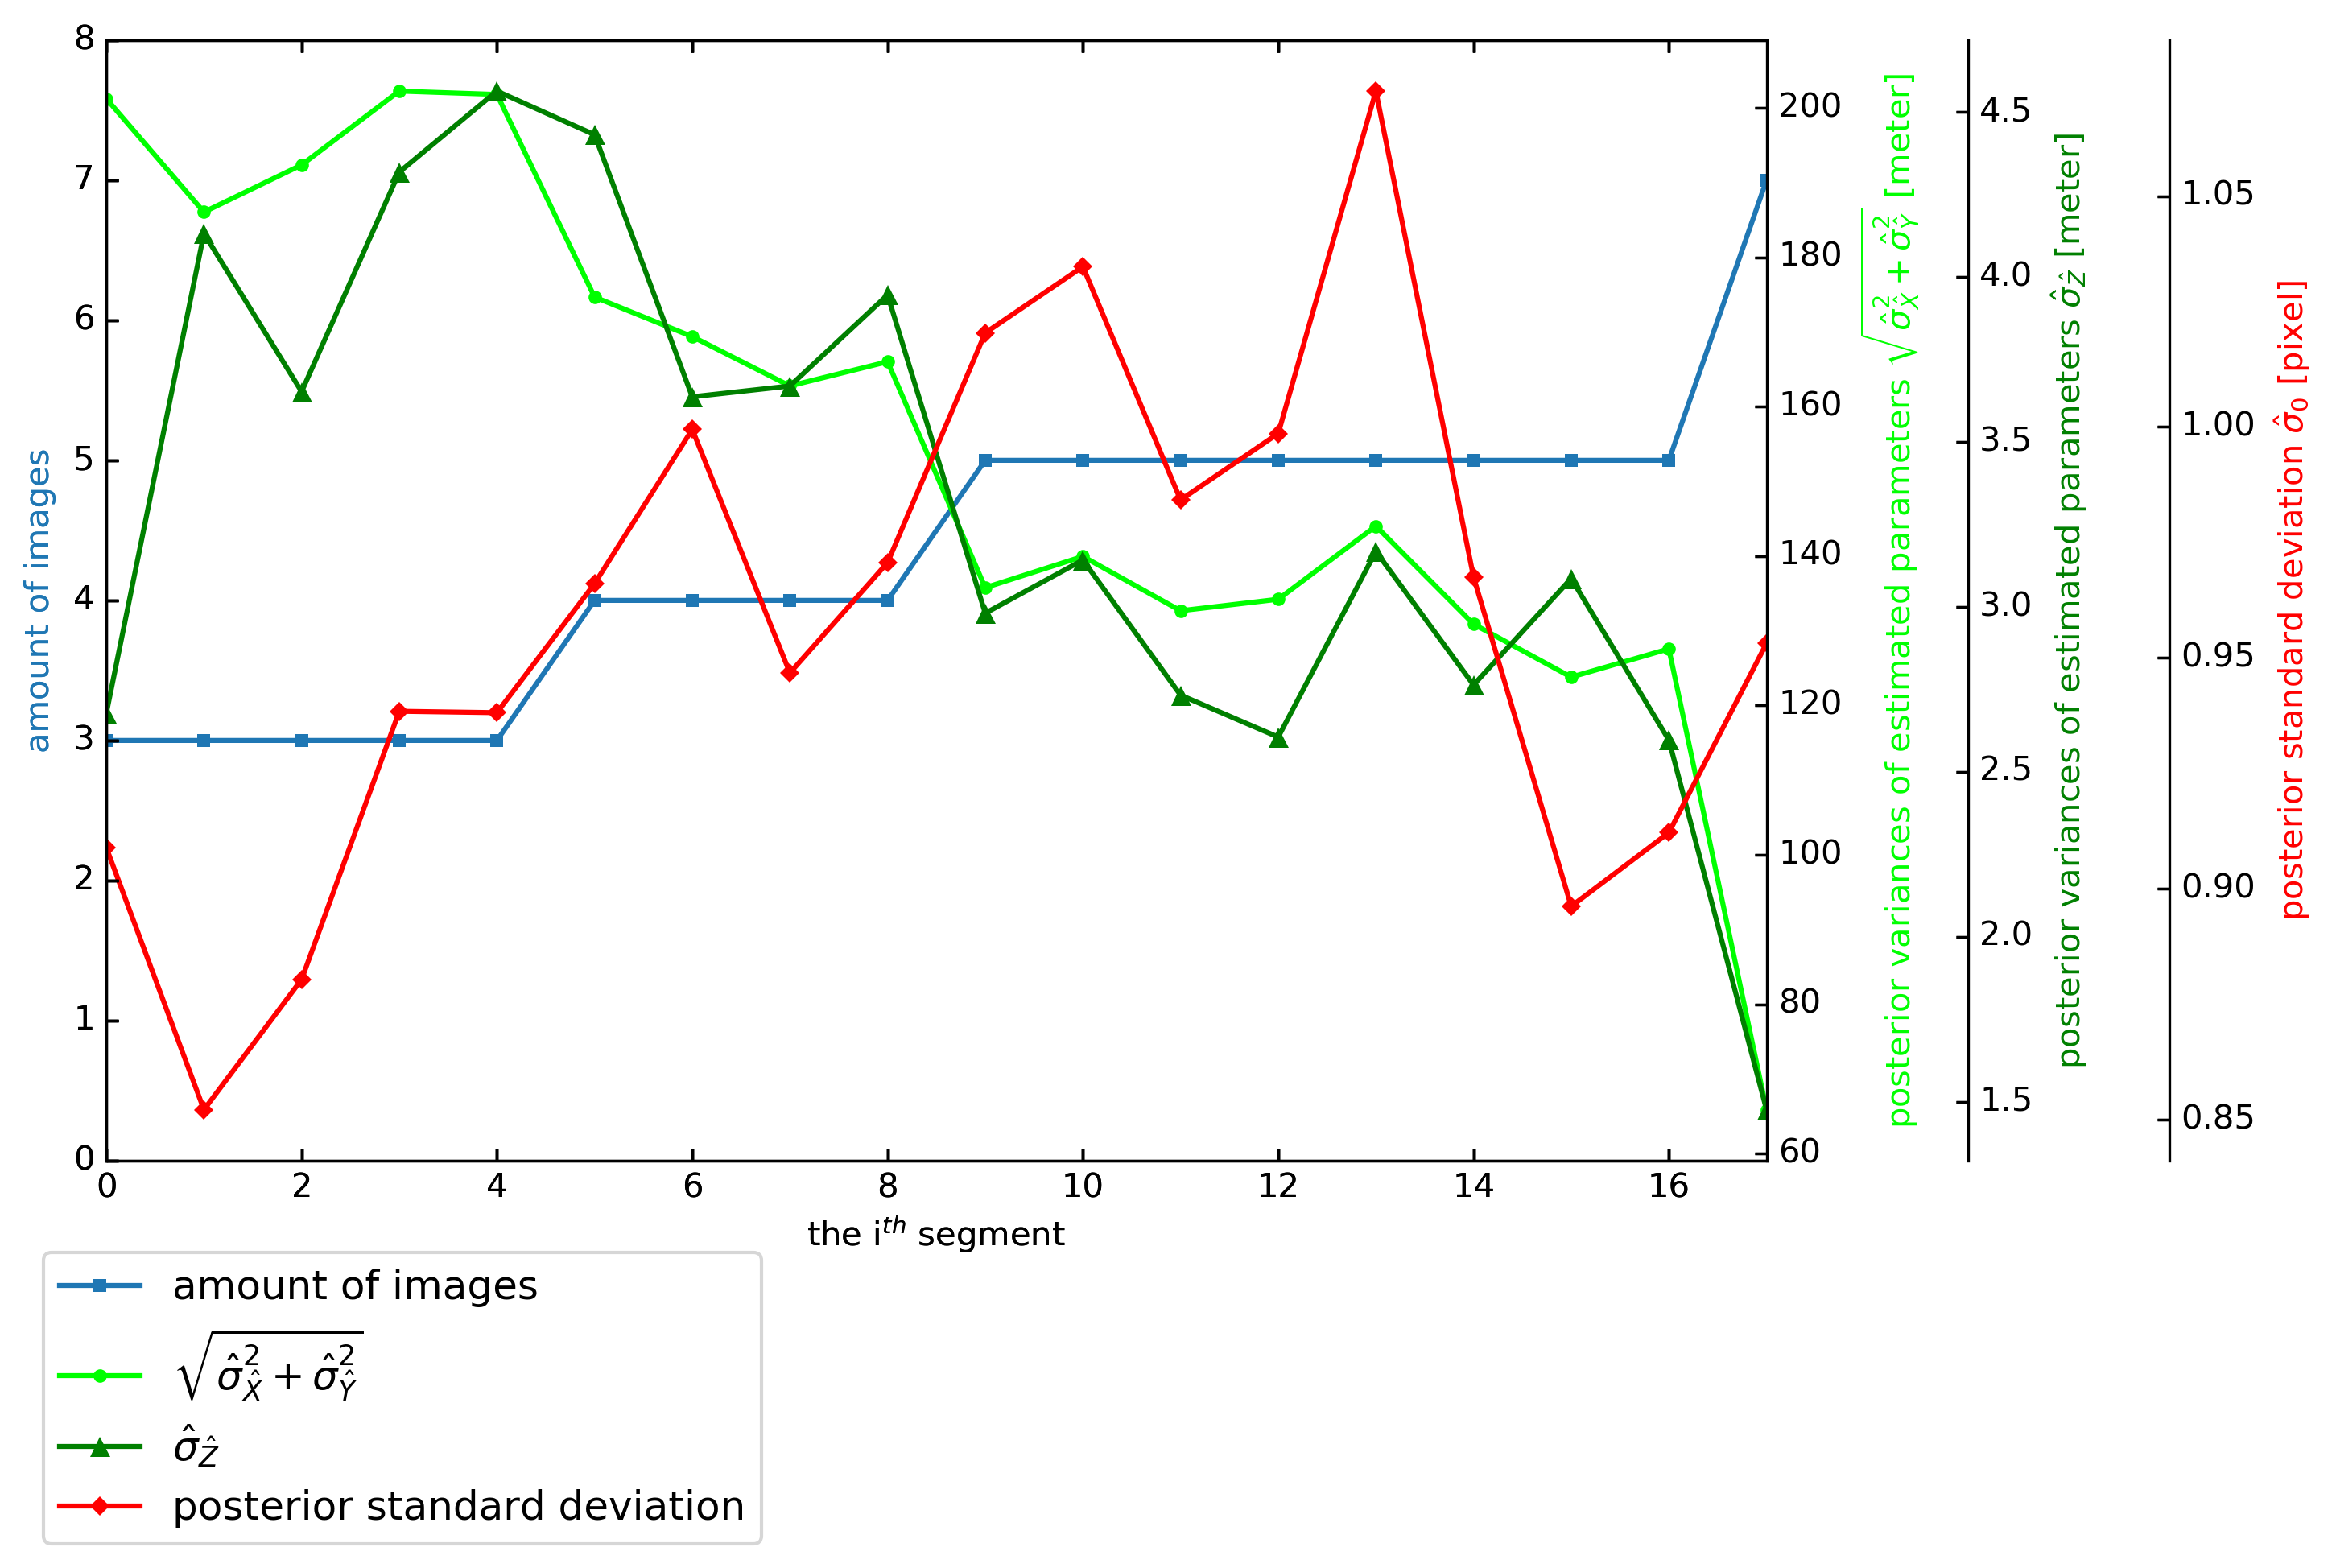 8
7
6
5
4
3
2
1
0
amount of images
0 2 4 6 8 10 12 14 16
the i^{th} segment
200
180
160
140
120
100
80
60
posterior variances of estimated parameters √(σ̂²_X̂ + σ̂²_Ŷ) [meter]
4.5
4.0
3.5
3.0
2.5
2.0
1.5
posterior variances of estimated parameters σ̂_Ẑ [meter]
1.05
1.00
0.95
0.90
0.85
posterior standard deviation σ̂₀ [pixel]
amount of images
√(σ̂²_X̂ + σ̂²_Ŷ)
σ̂_Ẑ
posterior standard deviation